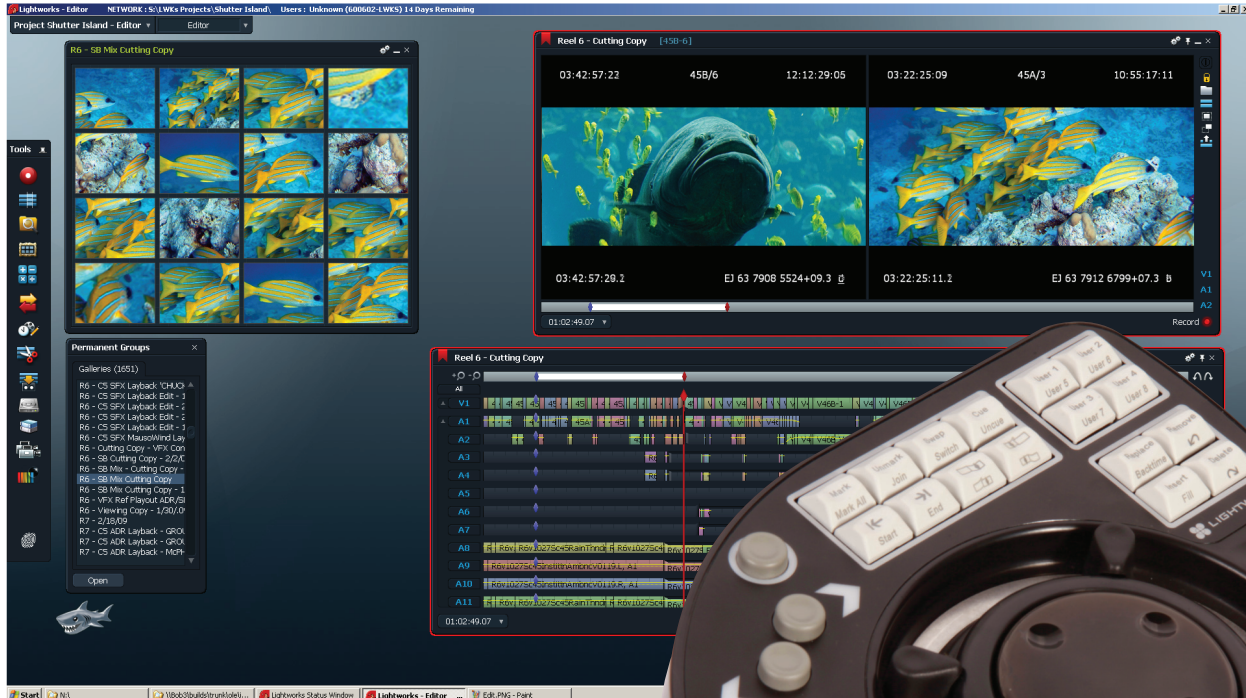 Lightworks - Editor NETWORK : S:\LWKs Projects\Shutter Island\ Users : Unknown (600602-LWKS) 14 Days Remaining
Project Shutter Island - Editor
Editor
R6 - SB Mix Cutting Copy
Reel 6 - Cutting Copy [45B-6]
03:42:57:22 45B/6 12:12:29:05
03:22:25:09 45A/3 10:55:17:11
Tools
03:42:57:28.2 EJ 63 7908 5524+09.3
03:22:25:11.2 EJ 63 7912 6799+07.3
V1
A1
A2
01:02:49.07
Record
Permanent Groups
Galleries (1651)
R6 - C5 SFX Layback 'CHUCK
R6 - C5 SFX Layback Edit - 1
R6 - C5 SFX Layback Edit - 2
R6 - C5 SFX Layback Edit - 2
R6 - C5 SFX Layback Edit - 1
R6 - C5 SFX MausoWind Lay
R6 - Cutting Copy - VFX Con
R6 - SB Cutting Copy - 2/2/0
R6 - SB Mix - Cutting Copy -
R6 - SB Mix Cutting Copy
R6 - SB Mix Cutting Copy - 1
R6 - VFX Ref Playout ADR/SI
R6 - Viewing Copy - 1/30/.09
R7 - 2/18/09
R7 - C5 ADR Layback - GROU
R7 - C5 ADR Layback - GROU
R7 - C5 ADR Layback - McPH
Open
Reel 6 - Cutting Copy
All
V1
A1
A2
A3
A4
A5
A6
A7
A8
A9
A10
A11
01:02:49.07
User 1 User 5
User 2 User 6
User 3 User 7
User 4 User 8
Mark Mark All
Unmark Join
Swap Switch
Cue Uncue
Start
End
Replace Backtime
Remove
Insert Fill
Delete
LIGHTW
Start N:\ \\Bob3\builds\trunk\ole\i... Lightworks Status Window Lightworks - Editor ... Edit.PNG - Paint